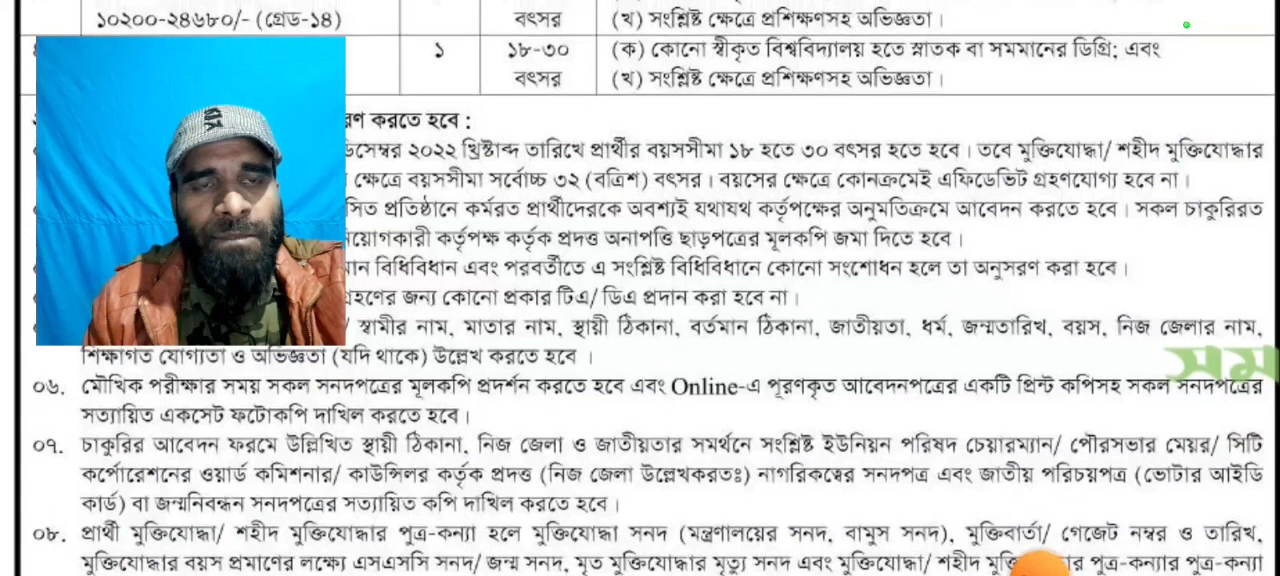 ১০২০০-২৪৬৮০/- (গ্রেড-১৪)
বৎসর
(খ) সংশ্লিষ্ট ক্ষেত্রে প্রশিক্ষণসহ অভিজ্ঞতা।
১
১৮-৩০
বৎসর
(ক) কোনো স্বীকৃত বিশ্ববিদ্যালয় হতে স্নাতক বা সমমানের ডিগ্রি; এবং
(খ) সংশ্লিষ্ট ক্ষেত্রে প্রশিক্ষণসহ অভিজ্ঞতা।
রণ করতে হবে :
ডিসেম্বর ২০২২ খ্রিস্টাব্দ তারিখে প্রার্থীর বয়সসীমা ১৮ হতে ৩০ বৎসর হতে হবে। তবে মুক্তিযোদ্ধা/ শহীদ মুক্তিযোদ্ধার
ক্ষেত্রে বয়সসীমা সর্বোচ্চ ৩২ (বত্রিশ) বৎসর। বয়সের ক্ষেত্রে কোনক্রমেই এফিডেভিট গ্রহণযোগ্য হবে না।
সিত প্রতিষ্ঠানে কর্মরত প্রার্থীদেরকে অবশ্যই যথাযথ কর্তৃপক্ষের অনুমতিক্রমে আবেদন করতে হবে। সকল চাকুরিরত
য়োগকারী কর্তৃপক্ষ কর্তৃক প্রদত্ত অনাপত্তি ছাড়পত্রের মূলকপি জমা দিতে হবে।
মান বিধিবিধান এবং পরবর্তীতে এ সংশ্লিষ্ট বিধিবিধানে কোনো সংশোধন হলে তা অনুসরণ করা হবে।
গ্রহণের জন্য কোনো প্রকার টিএ/ ডিএ প্রদান করা হবে না।
/ স্বামীর নাম, মাতার নাম, স্থায়ী ঠিকানা, বর্তমান ঠিকানা, জাতীয়তা, ধর্ম, জন্মতারিখ, বয়স, নিজ জেলার নাম,
শিক্ষাগত যোগ্যতা ও অভিজ্ঞতা (যদি থাকে) উল্লেখ করতে হবে ।
সম
০৬. মৌখিক পরীক্ষার সময় সকল সনদপত্রের মূলকপি প্রদর্শন করতে হবে এবং Online-এ পূরণকৃত আবেদনপত্রের একটি প্রিন্ট কপিসহ সকল সনদপত্রের
সত্যায়িত একসেট ফটোকপি দাখিল করতে হবে।
০৭. চাকুরির আবেদন ফরমে উল্লিখিত স্থায়ী ঠিকানা, নিজ জেলা ও জাতীয়তার সমর্থনে সংশ্লিষ্ট ইউনিয়ন পরিষদ চেয়ারম্যান/ পৌরসভার মেয়র/ সিটি
কর্পোরেশনের ওয়ার্ড কমিশনার/ কাউন্সিলর কর্তৃক প্রদত্ত (নিজ জেলা উল্লেখকরতঃ) নাগরিকত্বের সনদপত্র এবং জাতীয় পরিচয়পত্র (ভোটার আইডি
কার্ড) বা জন্মনিবন্ধন সনদপত্রের সত্যায়িত কপি দাখিল করতে হবে।
০৮. প্রার্থী মুক্তিযোদ্ধা/ শহীদ মুক্তিযোদ্ধার পুত্র-কন্যা হলে মুক্তিযোদ্ধা সনদ (মন্ত্রণালয়ের সনদ, বামুস সনদ), মুক্তিবার্তা/ গেজেট নম্বর ও তারিখ,
মুক্তিযোদ্ধার বয়স প্রমাণের লক্ষ্যে এসএসসি সনদ/ জন্ম সনদ, মৃত মুক্তিযোদ্ধার মৃত্যু সনদ এবং মুক্তিযোদ্ধা/ শহীদ মুক্তি ার পুত্র-কন্যার পুত্র-কন্যা